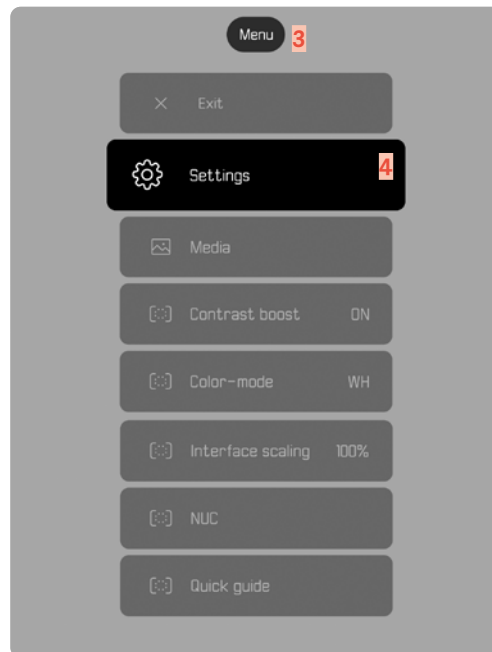 Menu 3
Exit
Settings 4
Media
Contrast boost ON
Color-mode WH
Interface scaling 100%
NUC
Quick guide